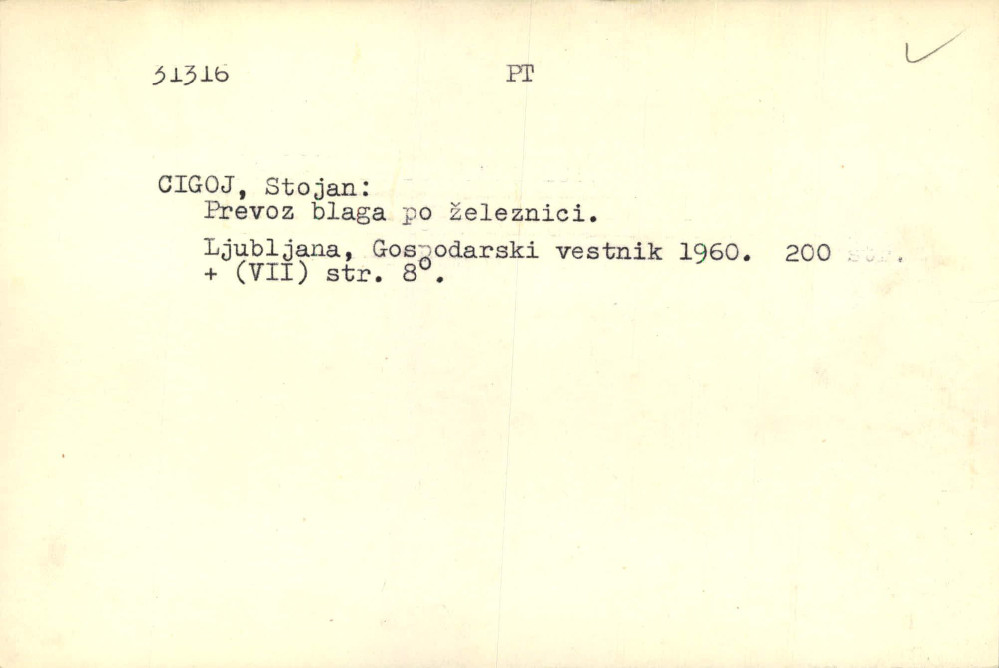 31316 PT
CIGOJ, Stojan:
Prevoz blaga po železnici.
Ljubljana, Gospodarski vestnik 1960. 200
+ (VII) str. 8°.